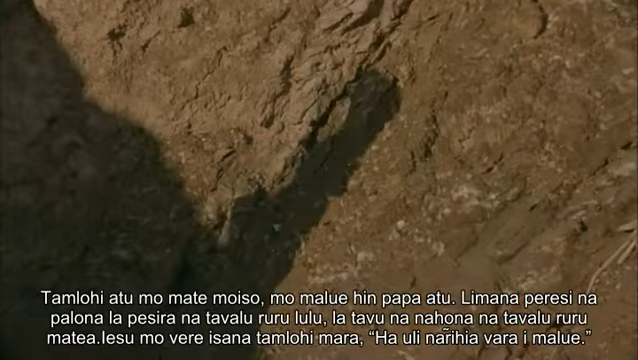 Tamlohi atu mo mate moiso, mo malue hin papa atu. Limana peresi na
palona la pesira na tavalu ruru lulu, la tavu na nahona na tavalu ruru
matea.Iesu mo vere isana tamlohi mara, “Ha uli nar̃ihia vara i malue.”